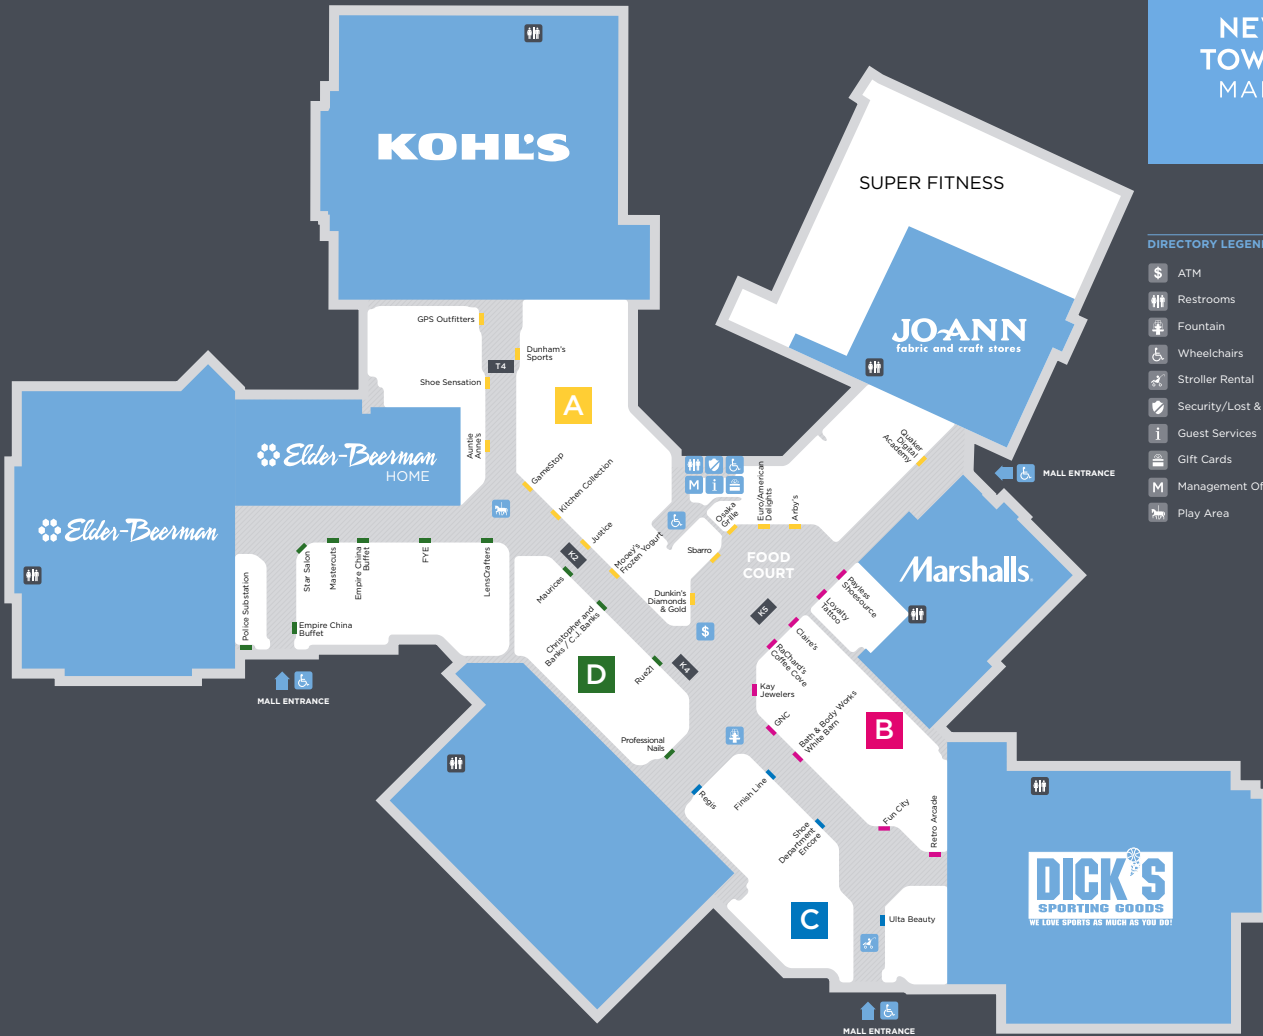 NE
TOW
MA
KOHL'S
SUPER FITNESS
JO-ANN
fabric and craft stores
DIRECTORY LEGEND
$ ATM
Restrooms
Fountain
Wheelchairs
Stroller Rental
Security/Lost &
i Guest Services
Gift Cards
M Management Of
Play Area
GPS Outfitters
Dunham's
Sports
T4
Shoe Sensation
A
Auntie
Anne's
GameStop
Kitchen Collection
Justice
Mooey's
Frozen Yogurt
M i
Osaka
Grille
Euro/American
Delights
Arby's
Quaker
Digital
Academy
MALL ENTRANCE
Elder-Beerman
HOME
Elder-Beerman
Sbarro
FOOD
COURT
Marshalls.
Dunkin's
Diamonds
& Gold
$
K2
K5
K4
Police Substation
Star Salon
Mastercuts
Empire China
Buffet
FYE
LensCrafters
Empire China
Buffet
MALL ENTRANCE
Maurices
Christopher and
Banks / C.J. Banks
Rue21
D
Professional
Nails
Payless
Shoesource
Loyalty
Tattoo
Claire's
RaChard's
Coffee Cove
Kay
Jewelers
GNC
Bath & Body Works
White Barn
B
Fun City
Retro Arcade
Regis
Finish Line
Shoe
Department
Encore
C
Ulta Beauty
DICK'S
SPORTING GOODS
WE LOVE SPORTS AS MUCH AS YOU DO!
MALL ENTRANCE